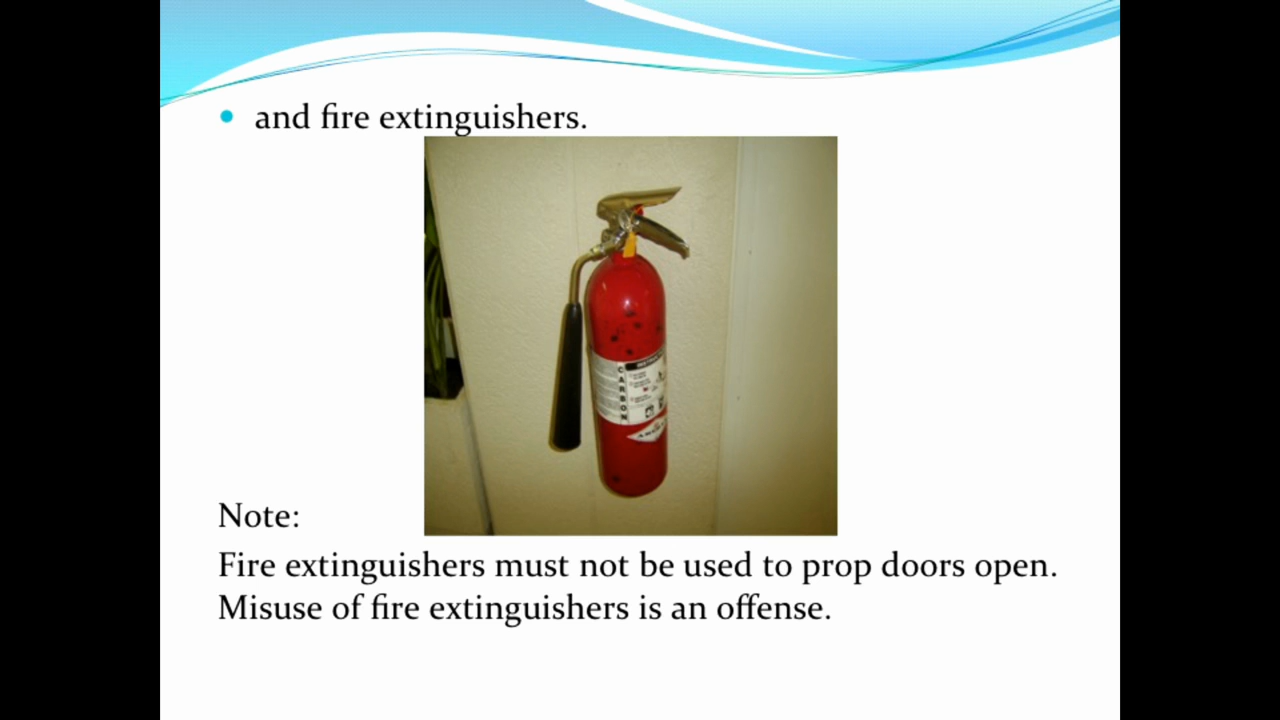 and fire extinguishers.
CARBON
Note:
Fire extinguishers must not be used to prop doors open.
Misuse of fire extinguishers is an offense.